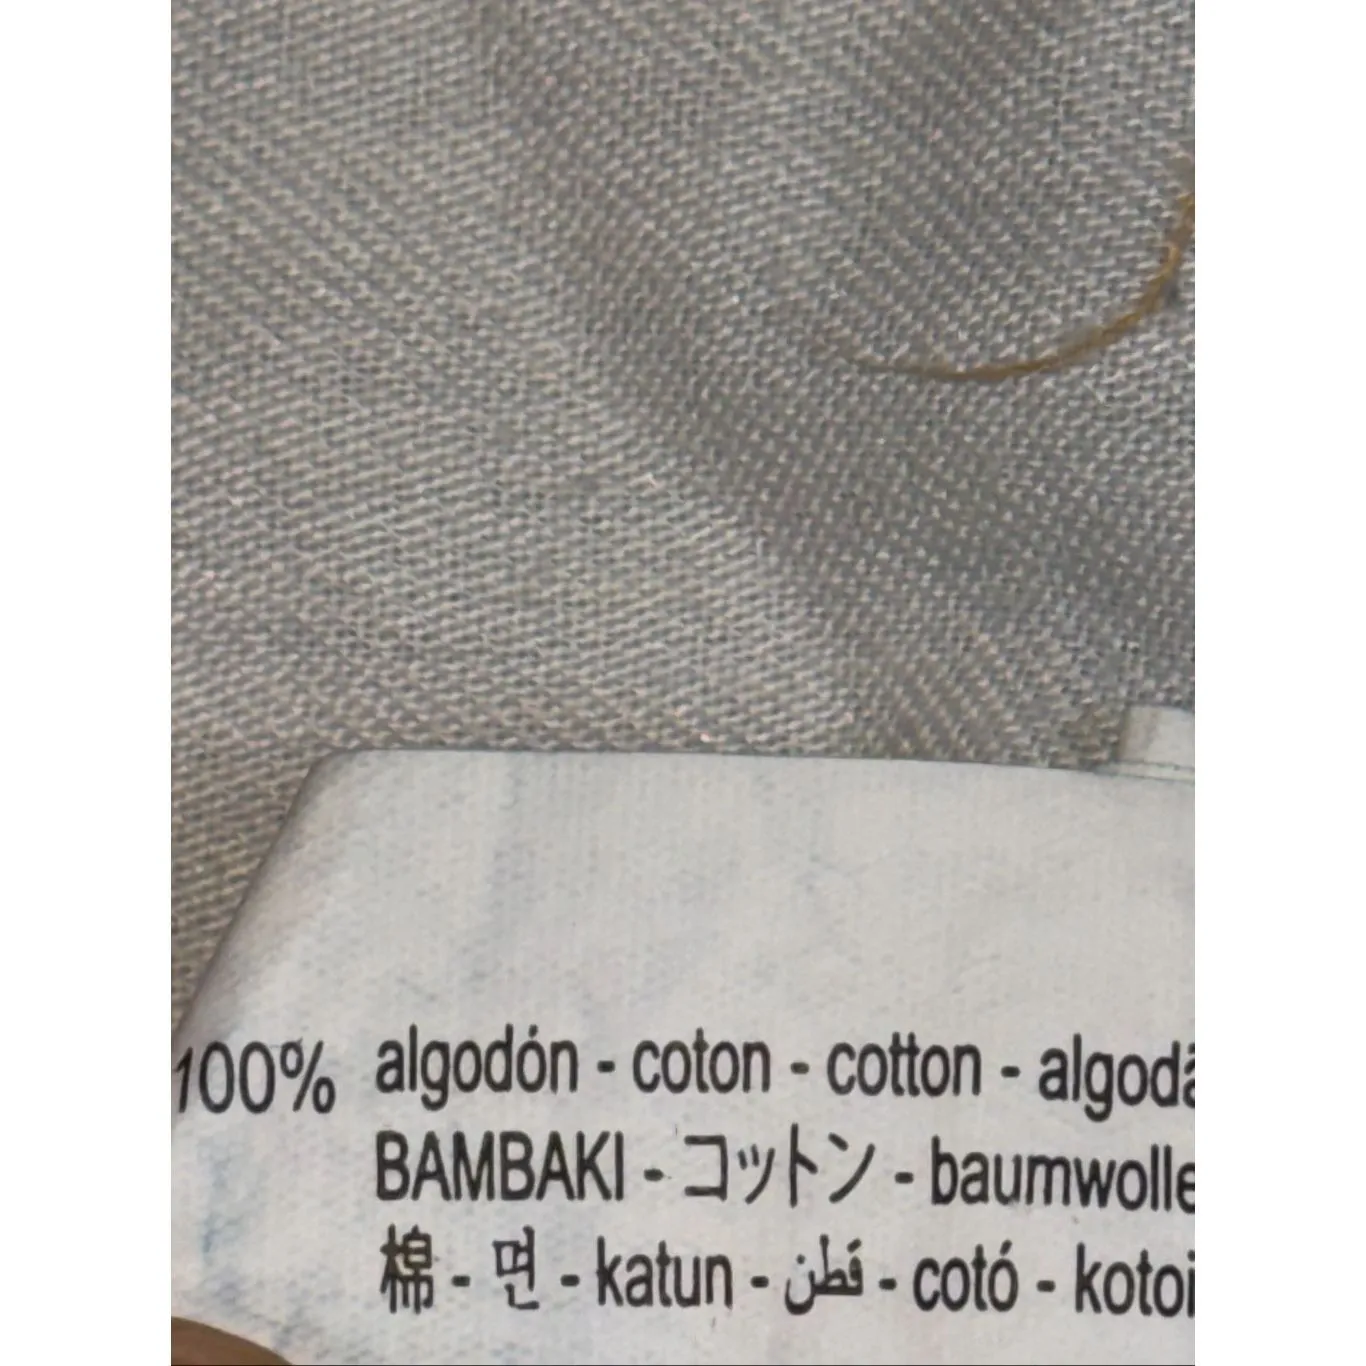 100% algodón - coton - cotton - algodã
BAMBAKI - コットン - baumwolle
棉 - 면 - katun - قطن - cotó - kotoi